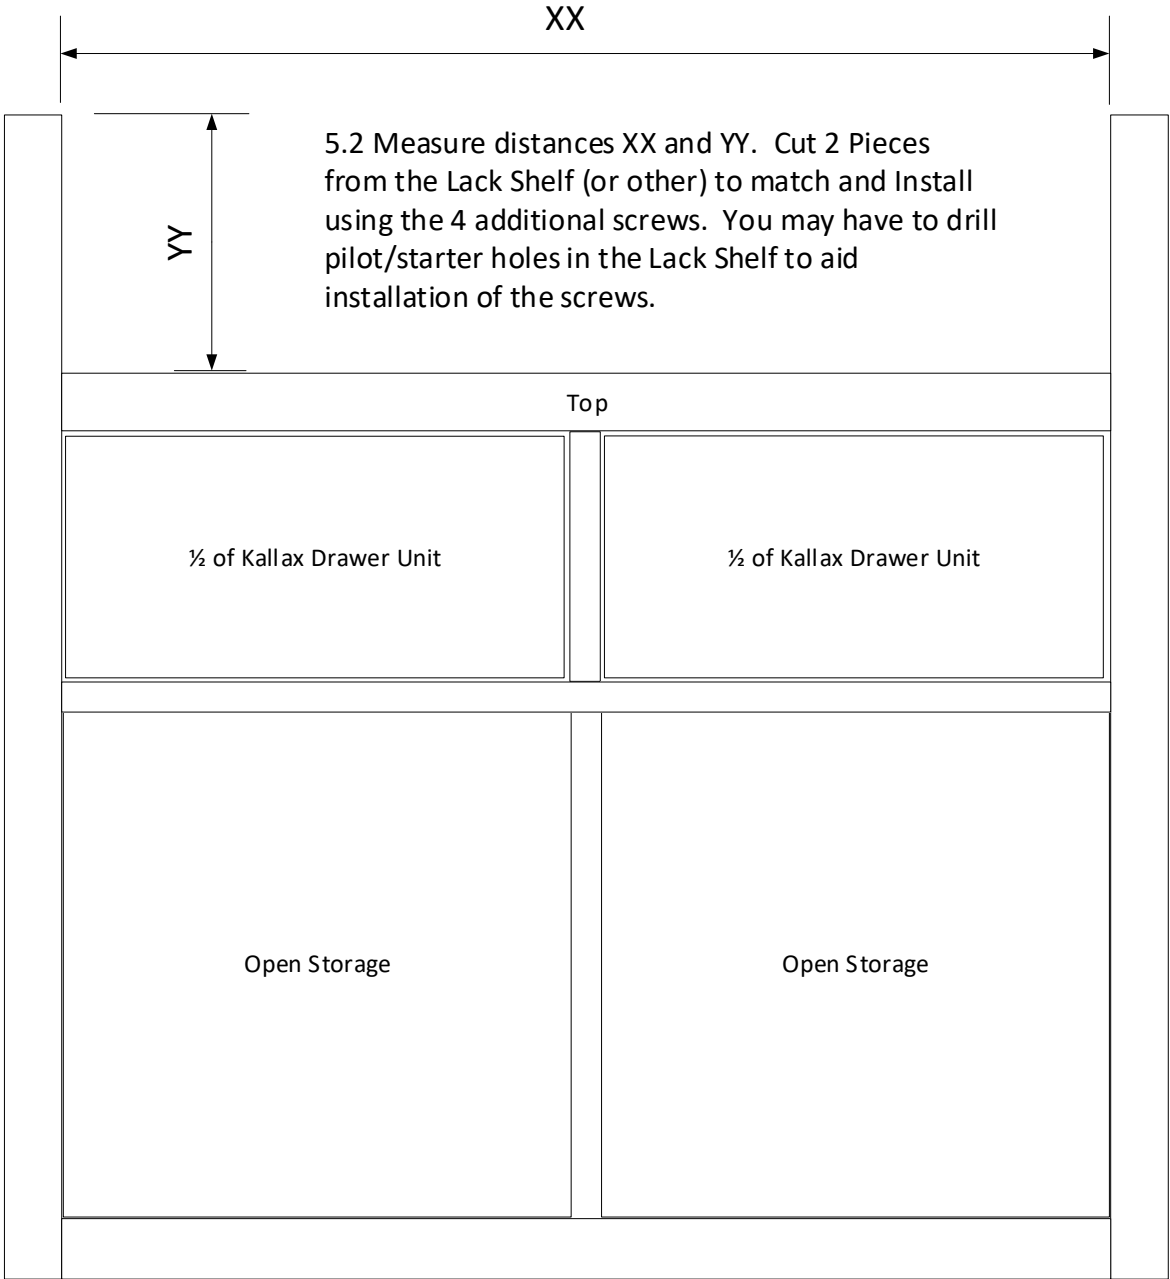 XX
5.2 Measure distances XX and YY.  Cut 2 Pieces
from the Lack Shelf (or other) to match and Install
using the 4 additional screws.  You may have to drill
pilot/starter holes in the Lack Shelf to aid
installation of the screws.
YY
Top
½ of Kallax Drawer Unit
½ of Kallax Drawer Unit
Open Storage
Open Storage